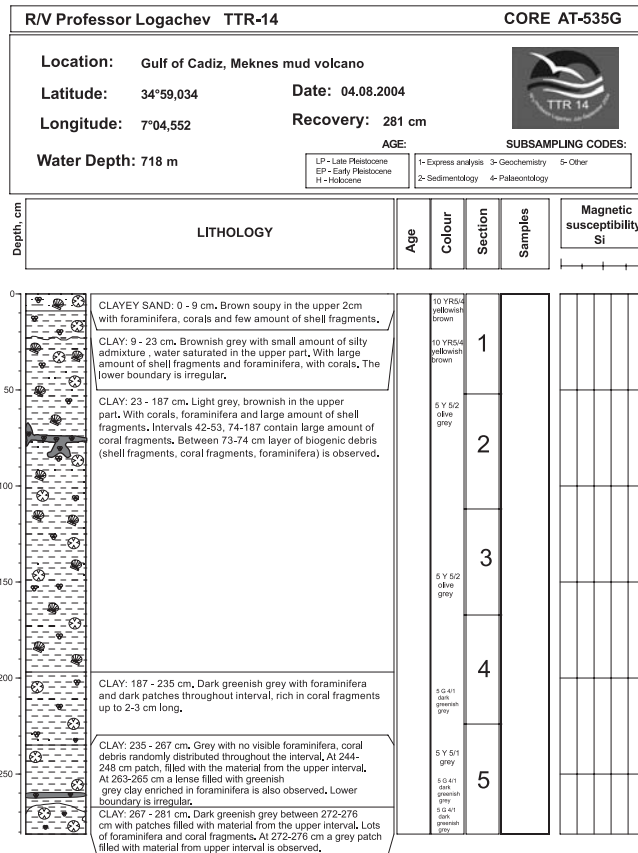 R/V Professor Logachev TTR-14 CORE AT-535G
Location: Gulf of Cadiz, Meknes mud volcano
Latitude: 34°59,034 Date: 04.08.2004
Longitude: 7°04,552 Recovery: 281 cm
Water Depth: 718 m
TTR 14
AGE: SUBSAMPLING CODES:
LP - Late Pleistocene
EP - Early Pleistocene
H - Holocene
1- Express analysis 3- Geochemistry 5- Other
2- Sedimentology 4- Palaeontology
Depth, cm
LITHOLOGY
Age
Colour
Section
Samples
Magnetic
susceptibility
Si
0
50
100
150
200
250
CLAYEY SAND: 0 - 9 cm. Brown soupy in the upper 2cm
with foraminifera, corals and few amount of shell fragments.
CLAY: 9 - 23 cm. Brownish grey with small amount of silty
admixture , water saturated in the upper part. With large
amount of shell fragments and foraminifera, with corals. The
lower boundary is irregular.
CLAY: 23 - 187 cm. Light grey, brownish in the upper
part. With corals, foraminifera and large amount of shell
fragments. Intervals 42-53, 74-187 contain large amount of
coral fragments. Between 73-74 cm layer of biogenic debris
(shell fragments, coral fragments, foraminifera) is observed.
CLAY: 187 - 235 cm. Dark greenish grey with foraminifera
and dark patches throughout interval, rich in coral fragments
up to 2-3 cm long.
CLAY: 235 - 267 cm. Grey with no visible foraminifera, coral
debris randomly distributed throughout the interval. At 244-
248 cm patch, filled with the material from the upper interval.
At 263-265 cm a lense filled with greenish
grey clay enriched in foraminifera is also observed. Lower
boundary is irregular.
CLAY: 267 - 281 cm. Dark greenish grey between 272-276
cm with patches filled with material from the upper interval. Lots
of foraminifera and coral fragments. At 272-276 cm a grey patch
filled with material from upper interval is observed.
10 YR5/4
yellowish
brown
10 YR5/4
yellowish
brown
5 Y 5/2
olive
grey
5 Y 5/2
olive
grey
5 G 4/1
dark
greenish
grey
5 Y 5/1
grey
5 G 4/1
dark
greenish
grey
5 G 4/1
dark
greenish
grey
1
2
3
4
5